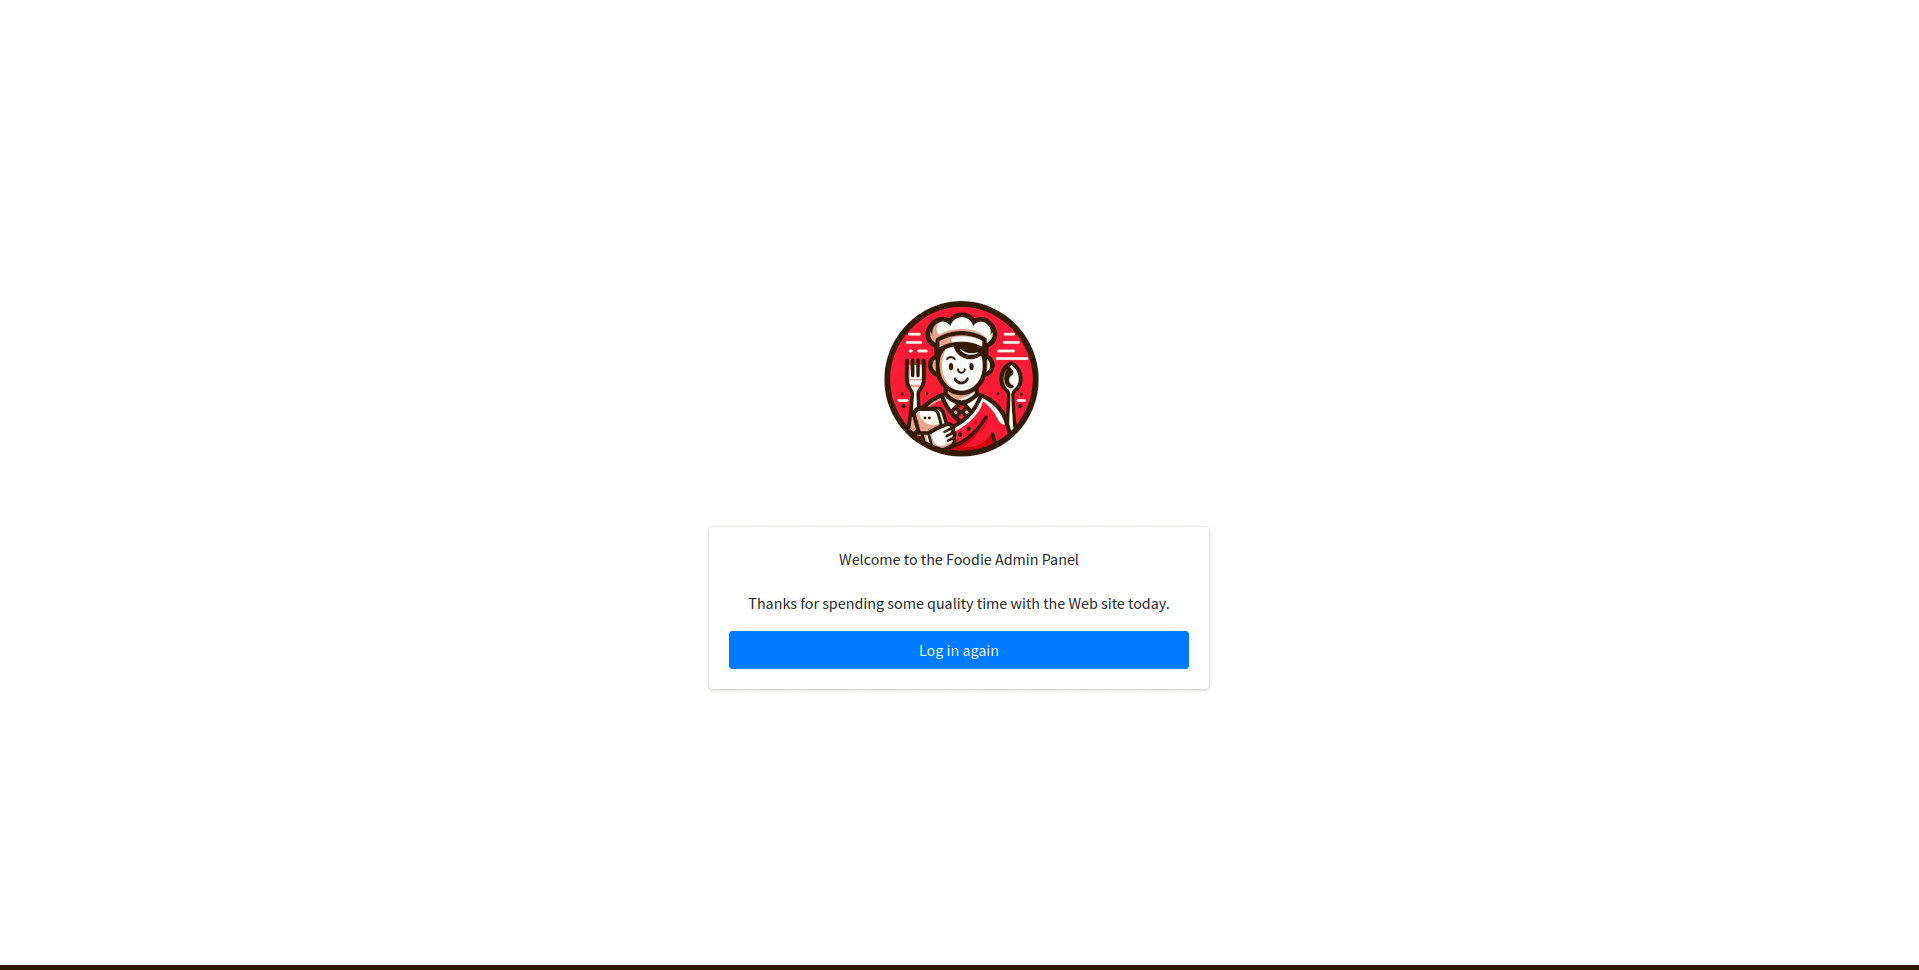 Welcome to the Foodie Admin Panel
Thanks for spending some quality time with the Web site today.
Log in again